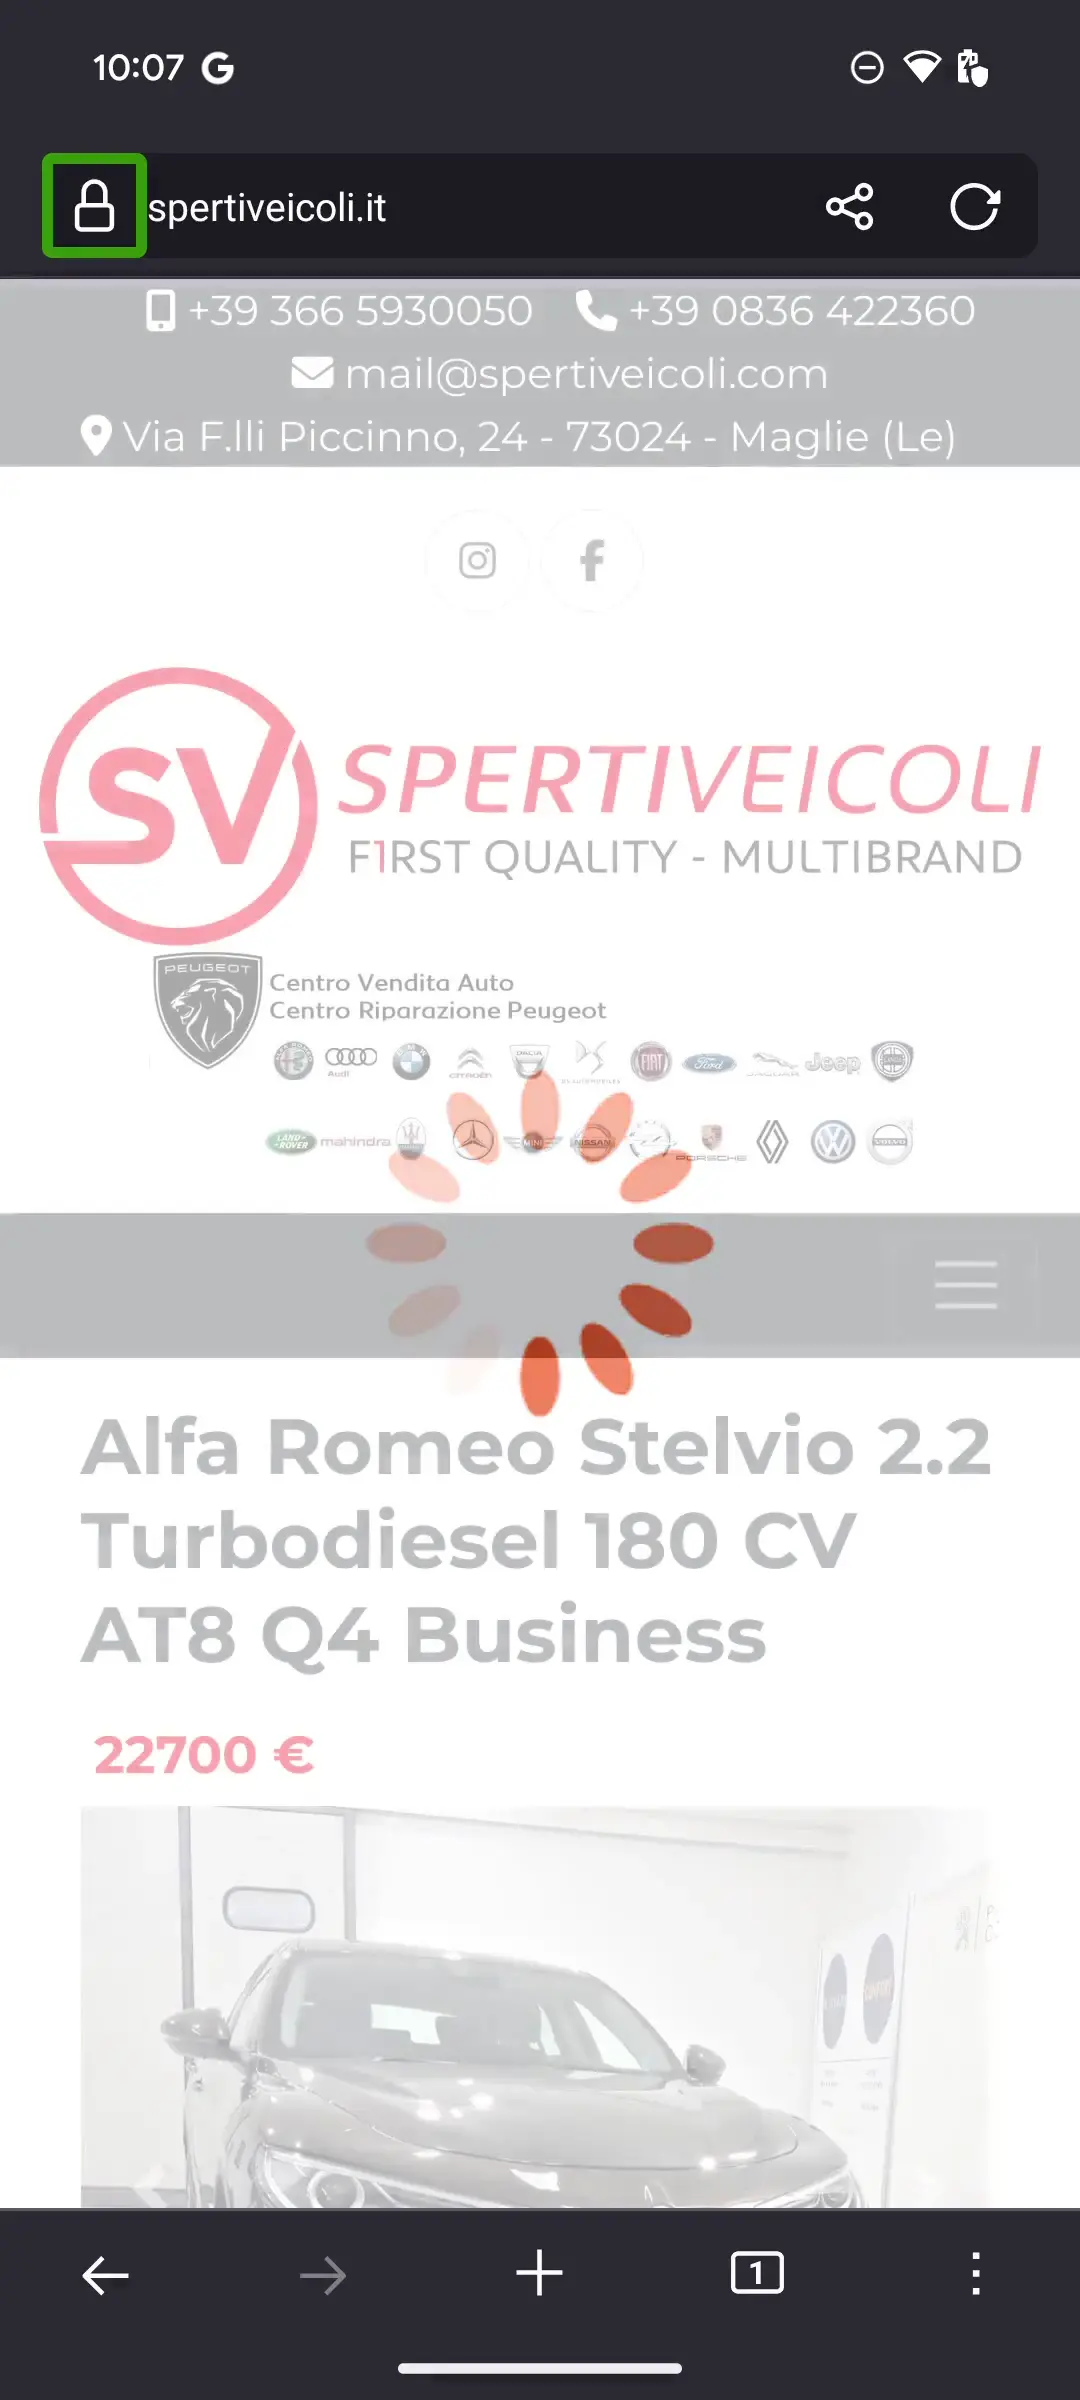 10:07
spertiveicoli.it
+39 366 5930050 +39 0836 422360
mail@spertiveicoli.com
Via F.lli Piccinno, 24 - 73024 - Maglie (Le)
SV
SPERTIVEICOLI
F1RST QUALITY - MULTIBRAND
PEUGEOT
Centro Vendita Auto
Centro Riparazione Peugeot
Audi CITROËN DACIA DS AUTOMOBILES FIAT Ford JAGUAR Jeep
LAND ROVER mahindra MINI NISSAN PORSCHE VOLVO
Alfa Romeo Stelvio 2.2
Turbodiesel 180 CV
AT8 Q4 Business
22700 €
1